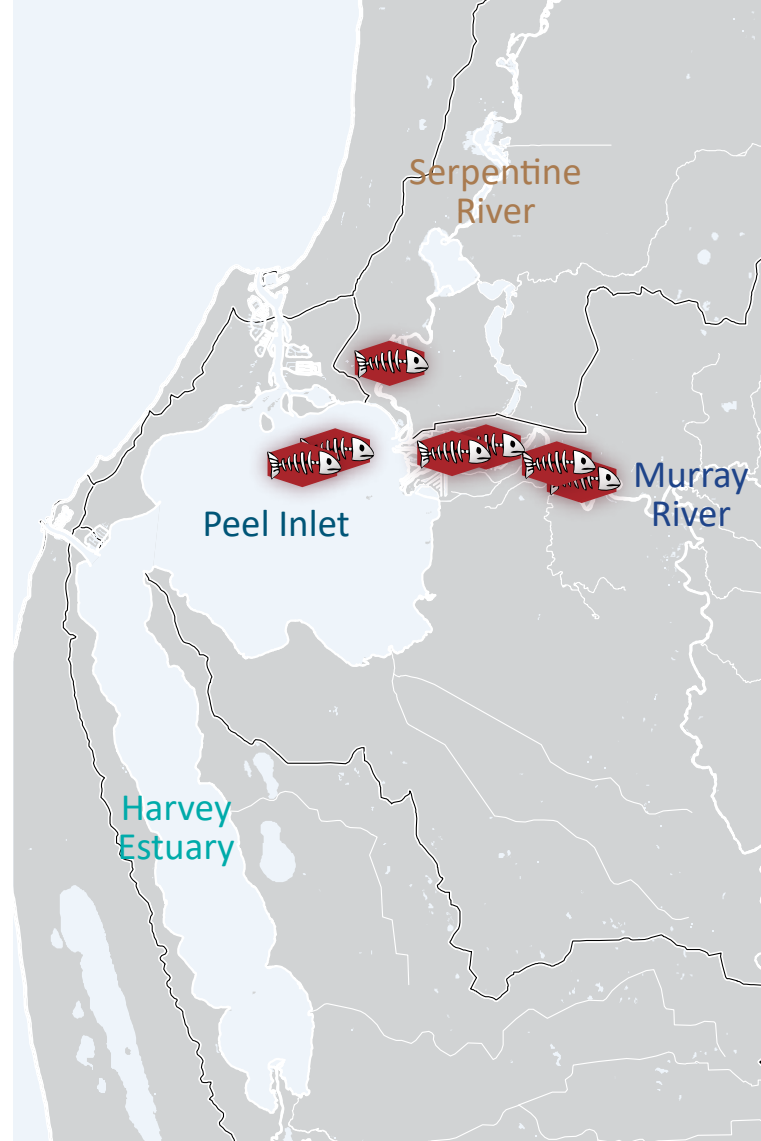 Serpentine
River
Murray
River
Peel Inlet
Harvey
Estuary